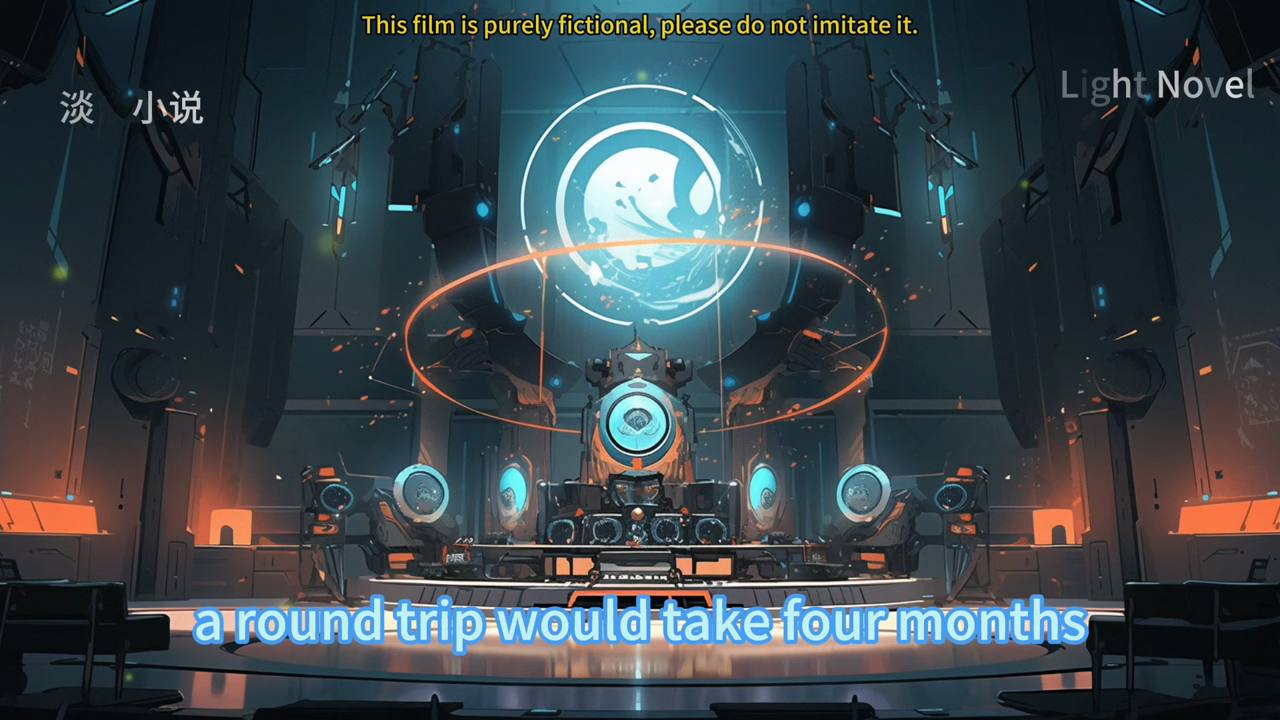 This film is purely fictional, please do not imitate it.
Light Novel
淡 小说
a round trip would take four months